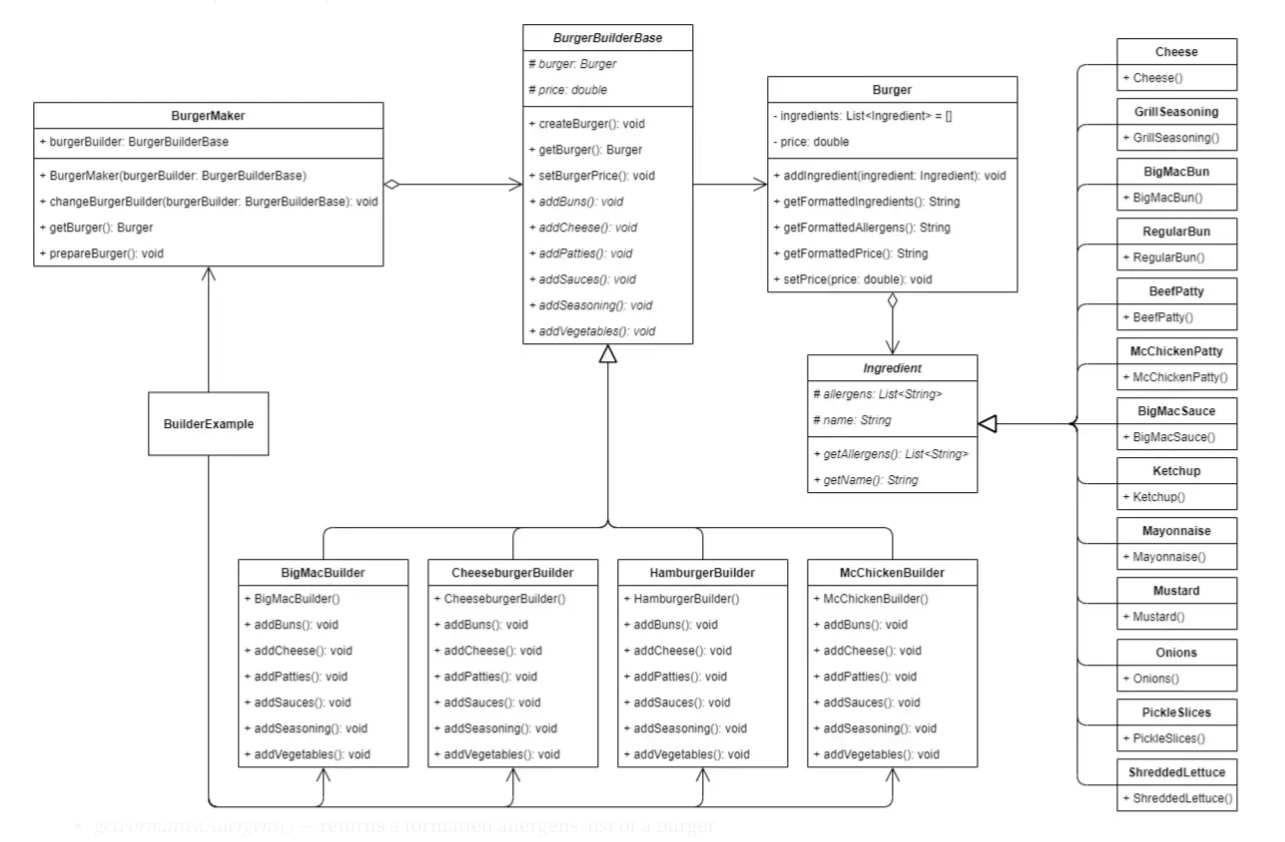 BurgerBuilderBase
# burger: Burger
# price: double
+ createBurger(): void
+ getBurger(): Burger
+ setBurgerPrice(): void
+ addBuns(): void
+ addCheese(): void
+ addPatties(): void
+ addSauces(): void
+ addSeasoning(): void
+ addVegetables(): void
BurgerMaker
+ burgerBuilder: BurgerBuilderBase
+ BurgerMaker(burgerBuilder: BurgerBuilderBase)
+ changeBurgerBuilder(burgerBuilder: BurgerBuilderBase): void
+ getBurger(): Burger
+ prepareBurger(): void
Burger
- ingredients: List<Ingredient> = []
- price: double
+ addIngredient(ingredient: Ingredient): void
+ getFormattedIngredients(): String
+ getFormattedAllergens(): String
+ getFormattedPrice(): String
+ setPrice(price: double): void
Ingredient
# allergens: List<String>
# name: String
+ getAllergens(): List<String>
+ getName(): String
BuilderExample
BigMacBuilder
+ BigMacBuilder()
+ addBuns(): void
+ addCheese(): void
+ addPatties(): void
+ addSauces(): void
+ addSeasoning(): void
+ addVegetables(): void
CheeseburgerBuilder
+ CheeseburgerBuilder()
+ addBuns(): void
+ addCheese(): void
+ addPatties(): void
+ addSauces(): void
+ addSeasoning(): void
+ addVegetables(): void
HamburgerBuilder
+ HamburgerBuilder()
+ addBuns(): void
+ addCheese(): void
+ addPatties(): void
+ addSauces(): void
+ addSeasoning(): void
+ addVegetables(): void
McChickenBuilder
+ McChickenBuilder()
+ addBuns(): void
+ addCheese(): void
+ addPatties(): void
+ addSauces(): void
+ addSeasoning(): void
+ addVegetables(): void
Cheese
+ Cheese()
GrillSeasoning
+ GrillSeasoning()
BigMacBun
+ BigMacBun()
RegularBun
+ RegularBun()
BeefPatty
+ BeefPatty()
McChickenPatty
+ McChickenPatty()
BigMacSauce
+ BigMacSauce()
Ketchup
+ Ketchup()
Mayonnaise
+ Mayonnaise()
Mustard
+ Mustard()
Onions
+ Onions()
PickleSlices
+ PickleSlices()
ShreddedLettuce
+ ShreddedLettuce()
• getFormattedAllergens() — returns a formatted allergens' list of a burger